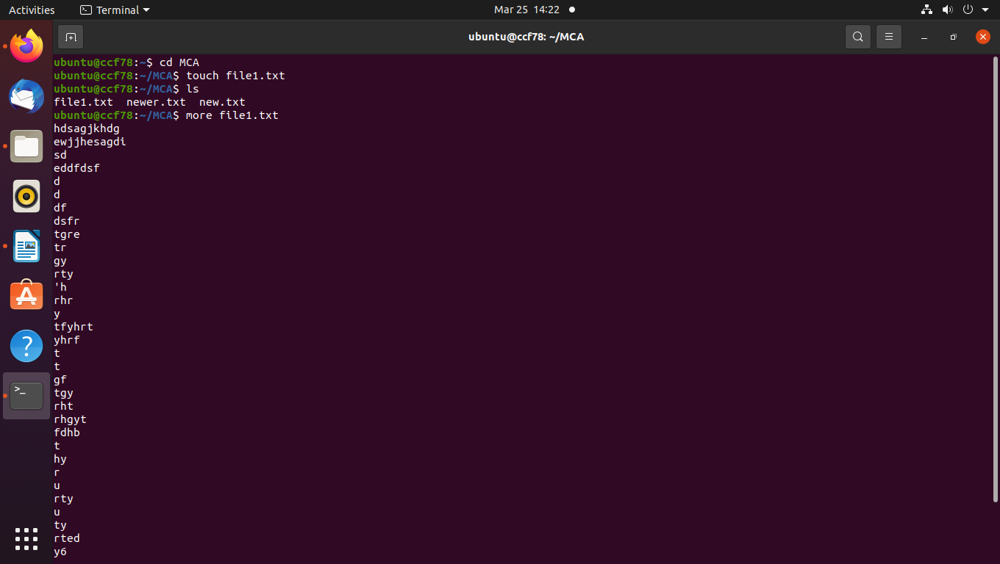 Activities Terminal Mar 25 14:22
ubuntu@ccf78: ~/MCA
ubuntu@ccf78:~$ cd MCA
ubuntu@ccf78:~/MCA$ touch file1.txt
ubuntu@ccf78:~/MCA$ ls
file1.txt  newer.txt  new.txt
ubuntu@ccf78:~/MCA$ more file1.txt
hdsagjkhdg
ewjjhesagdi
sd
eddfdsf
d
d
df
dsfr
tgre
tr
gy
rty
'h
rhr
y
tfyhrt
yhrf
t
t
gf
tgy
rht
rhgyt
fdhb
t
hy
r
u
rty
u
ty
rted
y6